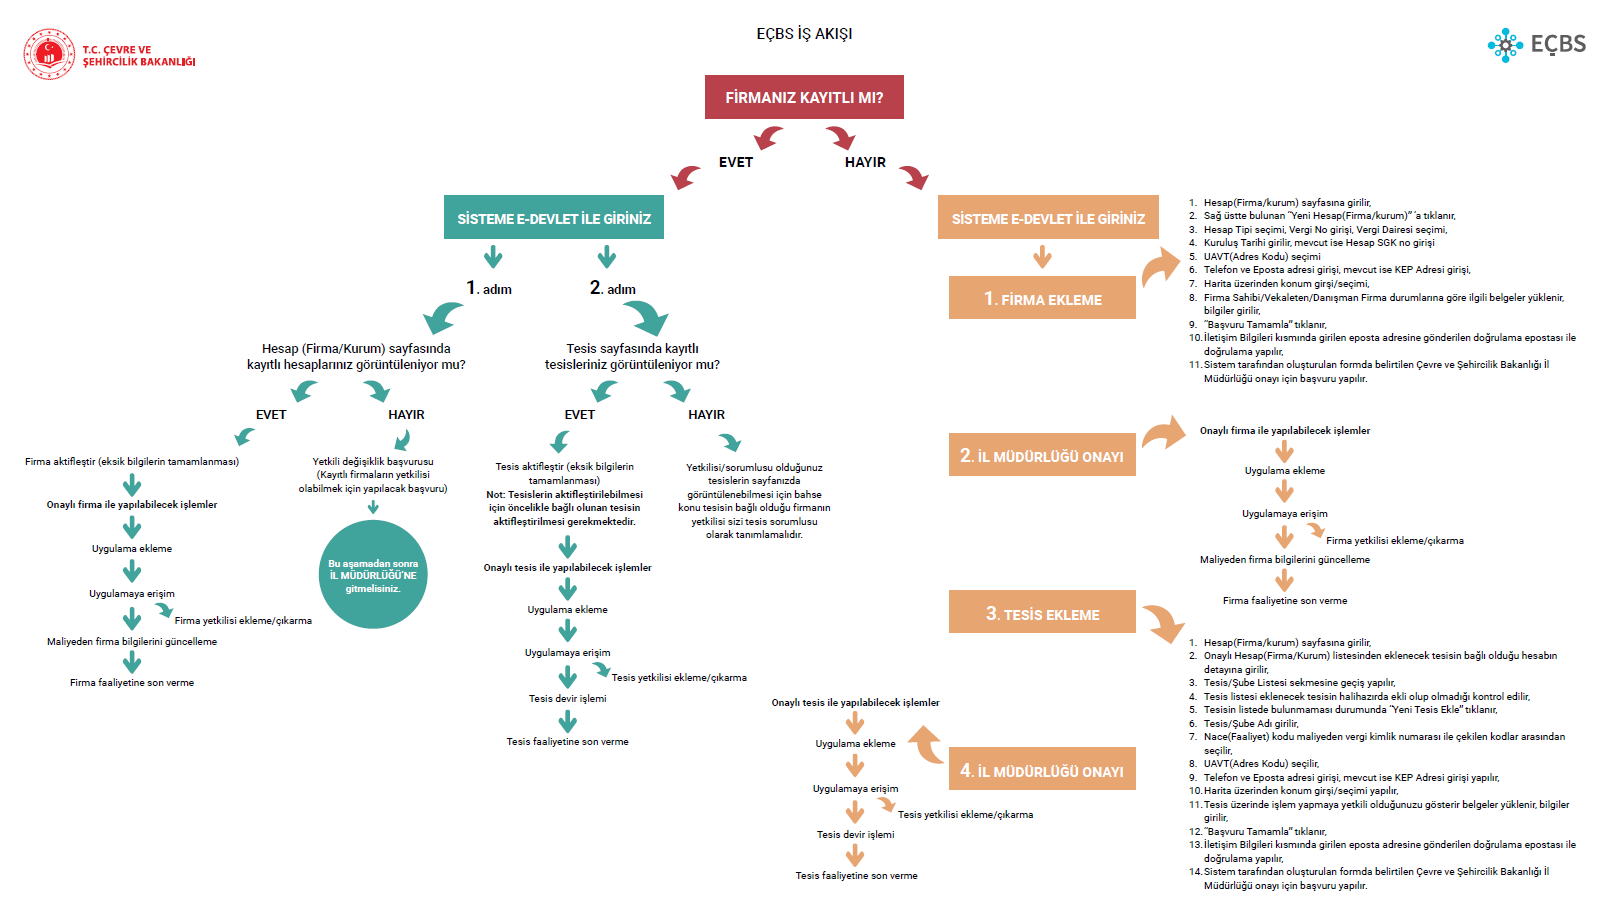 EÇBS İŞ AKIŞI
T.C. ÇEVRE VE
ŞEHİRCİLİK BAKANLIĞI
EÇBS
FİRMANIZ KAYITLI MI?
EVET
HAYIR
SİSTEME E-DEVLET İLE GİRİNİZ
1. adım
2. adım
Hesap (Firma/Kurum) sayfasında
kayıtlı hesaplarınız görüntüleniyor mu?
EVET
HAYIR
Firma aktifleştir (eksik bilgilerin tamamlanması)
Onaylı firma ile yapılabilecek işlemler
Uygulama ekleme
Uygulamaya erişim
Firma yetkilisi ekleme/çıkarma
Maliyeden firma bilgilerini güncelleme
Firma faaliyetine son verme
Yetkili değişiklik başvurusu
(Kayıtlı firmaların yetkilisi
olabilmek için yapılacak başvuru)
Bu aşamadan sonra
İL MÜDÜRLÜĞÜ'NE
gitmelisiniz.
Tesis sayfasında kayıtlı
tesisleriniz görüntüleniyor mu?
EVET
HAYIR
Tesis aktifleştir (eksik bilgilerin
tamamlanması)
Not: Tesislerin aktifleştirilebilmesi
için öncelikle bağlı olunan tesisin
aktifleştirilmesi gerekmektedir.
Onaylı tesis ile yapılabilecek işlemler
Uygulama ekleme
Uygulamaya erişim
Tesis yetkilisi ekleme/çıkarma
Tesis devir işlemi
Tesis faaliyetine son verme
Yetkilisi/sorumlusu olduğunuz
tesislerin sayfanızda
görüntülenebilmesi için bahse
konu tesisin bağlı olduğu firmanın
yetkilisi sizi tesis sorumlusu
olarak tanımlamalıdır.
SİSTEME E-DEVLET İLE GİRİNİZ
1. FİRMA EKLEME
1. Hesap(Firma/kurum) sayfasına girilir,
2. Sağ üstte bulunan "Yeni Hesap(Firma/kurum)" 'a tıklanır,
3. Hesap Tipi seçimi, Vergi No girişi, Vergi Dairesi seçimi,
4. Kuruluş Tarihi girilir, mevcut ise Hesap SGK no girişi
5. UAVT(Adres Kodu) seçimi
6. Telefon ve Eposta adresi girişi, mevcut ise KEP Adresi girişi,
7. Harita üzerinden konum girşi/seçimi,
8. Firma Sahibi/Vekaleten/Danışman Firma durumlarına göre ilgili belgeler yüklenir,
bilgiler girilir,
9. "Başvuru Tamamla" tıklanır,
10. İletişim Bilgileri kısmında girilen eposta adresine gönderilen doğrulama epostası ile
doğrulama yapılır,
11. Sistem tarafından oluşturulan formda belirtilen Çevre ve Şehircilik Bakanlığı İl
Müdürlüğü onayı için başvuru yapılır.
2. İL MÜDÜRLÜĞÜ ONAYI
Onaylı firma ile yapılabilecek işlemler
Uygulama ekleme
Uygulamaya erişim
Firma yetkilisi ekleme/çıkarma
Maliyeden firma bilgilerini güncelleme
Firma faaliyetine son verme
3. TESİS EKLEME
1. Hesap(Firma/kurum) sayfasına girilir,
2. Onaylı Hesap(Firma/Kurum) listesinden eklenecek tesisin bağlı olduğu hesabın
detayına girilir,
3. Tesis/Şube Listesi sekmesine geçiş yapılır,
4. Tesis listesi eklenecek tesisin halihazırda ekli olup olmadığı kontrol edilir,
5. Tesisin listede bulunmaması durumunda "Yeni Tesis Ekle" tıklanır,
6. Tesis/Şube Adı girilir,
7. Nace(Faaliyet) kodu maliyeden vergi kimlik numarası ile çekilen kodlar arasından
seçilir,
8. UAVT(Adres Kodu) seçilir,
9. Telefon ve Eposta adresi girişi, mevcut ise KEP Adresi girişi yapılır,
10. Harita üzerinden konum girşi/seçimi yapılır,
11. Tesis üzerinde işlem yapmaya yetkili olduğunuzu gösterir belgeler yüklenir, bilgiler
girilir,
12. "Başvuru Tamamla" tıklanır,
13. İletişim Bilgileri kısmında girilen eposta adresine gönderilen doğrulama epostası ile
doğrulama yapılır,
14. Sistem tarafından oluşturulan formda belirtilen Çevre ve Şehircilik Bakanlığı İl
Müdürlüğü onayı için başvuru yapılır.
4. İL MÜDÜRLÜĞÜ ONAYI
Onaylı tesis ile yapılabilecek işlemler
Uygulama ekleme
Uygulamaya erişim
Tesis yetkilisi ekleme/çıkarma
Tesis devir işlemi
Tesis faaliyetine son verme